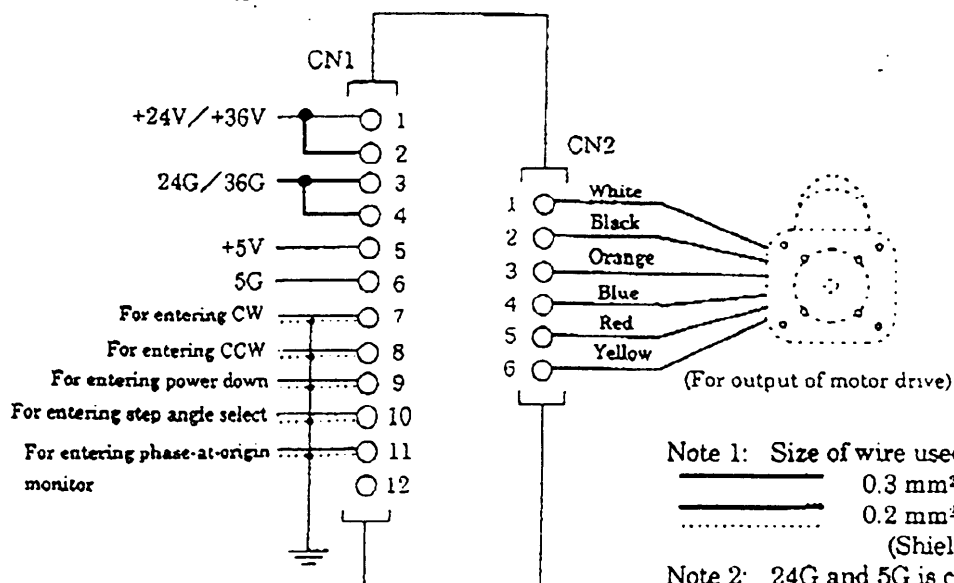 CN1
+24V/+36V
1
2
24G/36G
3
4
+5V
5
5G
6
For entering CW
7
For entering CCW
8
For entering power down
9
For entering step angle select
10
For entering phase-at-origin
monitor
11
12
CN2
1 White
2 Black
3 Orange
4 Blue
5 Red
6 Yellow
(For output of motor drive)
Note 1: Size of wire used
0.3 mm²
0.2 mm²
(Shiel
Note 2: 24G and 5G is c